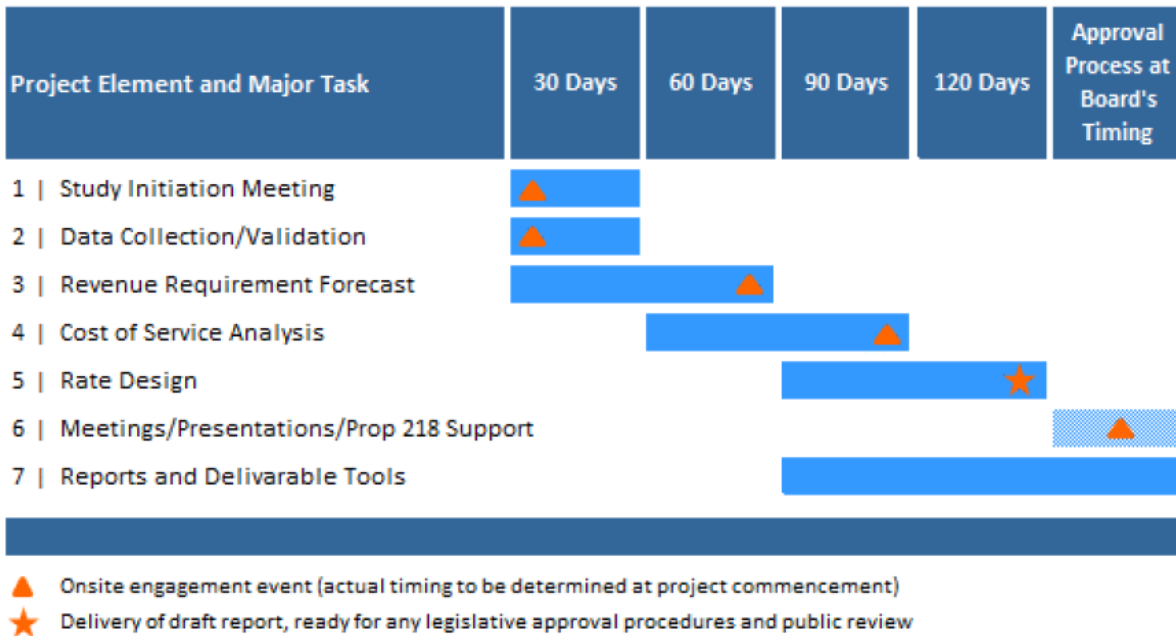 Project Element and Major Task
30 Days
60 Days
90 Days
120 Days
Approval
Process at
Board's
Timing
1 | Study Initiation Meeting
2 | Data Collection/Validation
3 | Revenue Requirement Forecast
4 | Cost of Service Analysis
5 | Rate Design
6 | Meetings/Presentations/Prop 218 Support
7 | Reports and Delivarable Tools
Onsite engagement event (actual timing to be determined at project commencement)
Delivery of draft report, ready for any legislative approval procedures and public review